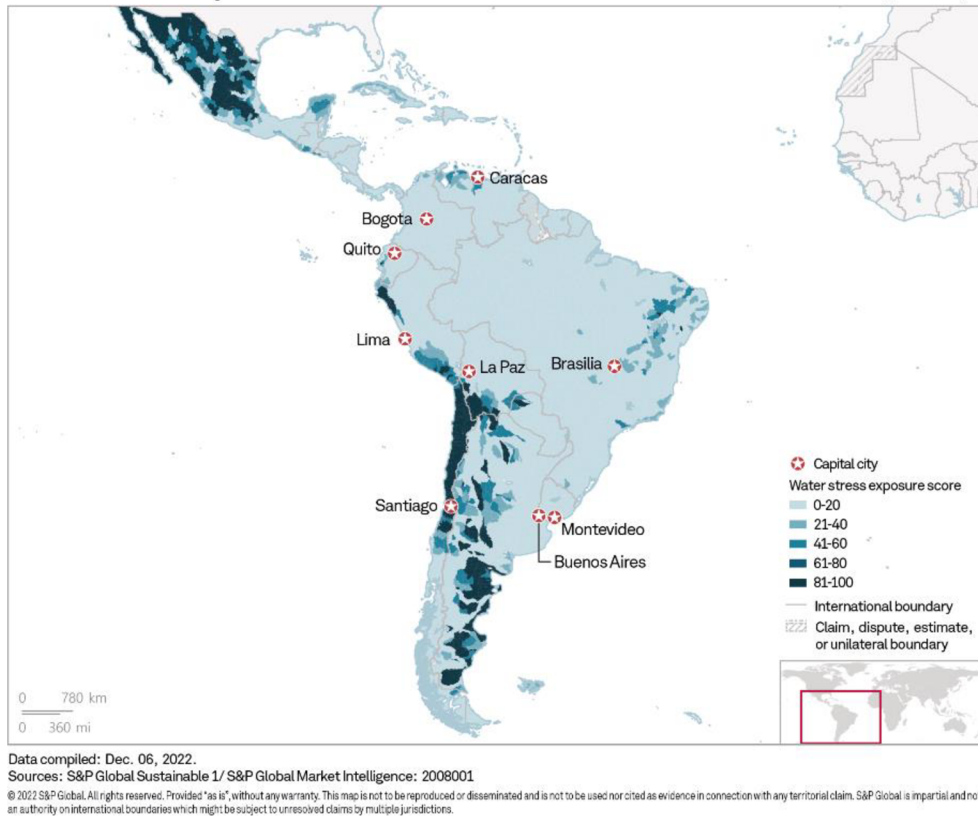 Caracas
Bogota
Quito
Lima
La Paz
Brasilia
Santiago
Montevideo
Buenos Aires
Capital city
Water stress exposure score
0-20
21-40
41-60
61-80
81-100
International boundary
Claim, dispute, estimate,
or unilateral boundary
0 780 km
0 360 mi
Data compiled: Dec. 06, 2022.
Sources: S&P Global Sustainable 1/ S&P Global Market Intelligence: 2008001
© 2022 S&P Global. All rights reserved. Provided "as is", without any warranty. This map is not to be reproduced or disseminated and is not to be used nor cited as evidence in connection with any territorial claim. S&P Global is impartial and no
an authority on international boundaries which might be subject to unresolved claims by multiple jurisdictions.